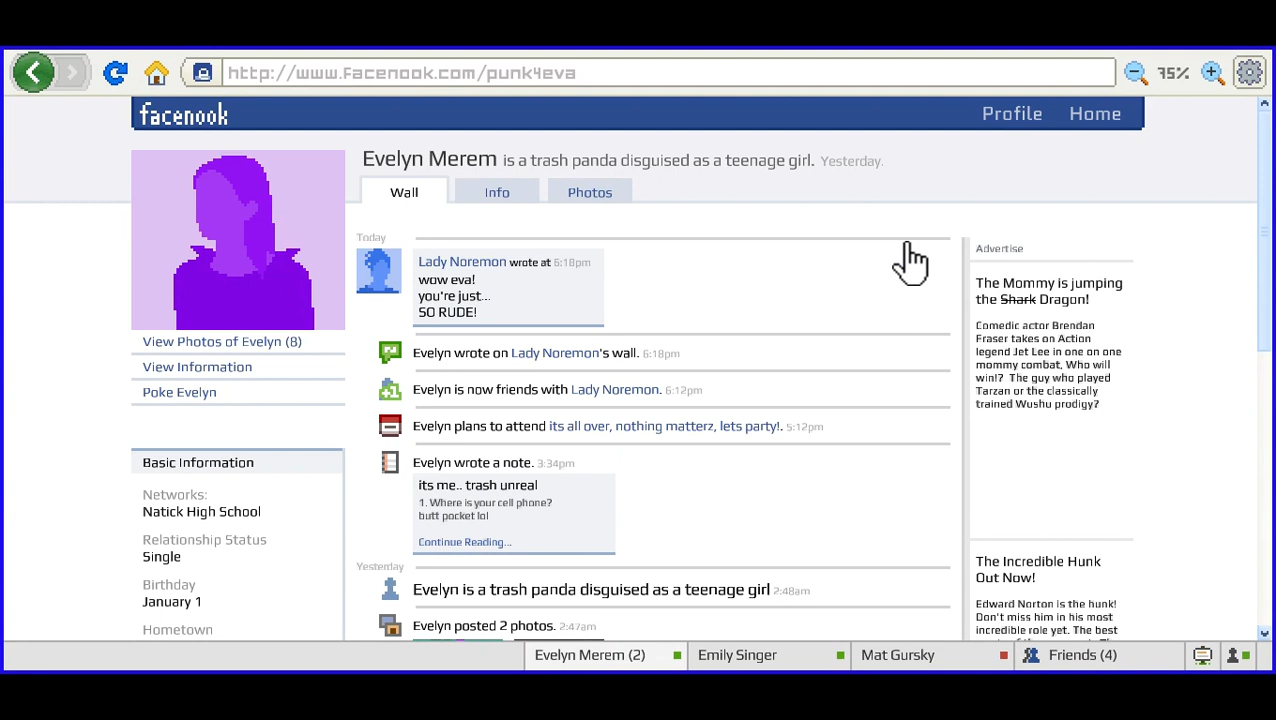 http://www.facenook.com/punk4eva
75%
facenook
Profile
Home
Evelyn Merem is a trash panda disguised as a teenage girl. Yesterday.
Wall
Info
Photos
View Photos of Evelyn (8)
View Information
Poke Evelyn
Basic Information
Networks:
Natick High School
Relationship Status
Single
Birthday
January 1
Hometown
Today
Lady Noremon wrote at 6:18pm
wow eva!
you're just...
SO RUDE!
Evelyn wrote on Lady Noremon's wall. 6:18pm
Evelyn is now friends with Lady Noremon. 6:12pm
Evelyn plans to attend its all over, nothing matterz, lets party!. 5:12pm
Evelyn wrote a note. 3:34pm
its me.. trash unreal
1. Where is your cell phone?
butt pocket lol
Continue Reading...
Yesterday
Evelyn is a trash panda disguised as a teenage girl 2:48am
Evelyn posted 2 photos. 2:47am
Advertise
The Mommy is jumping
the Shark Dragon!
Comedic actor Brendan
Fraser takes on Action
legend Jet Lee in one on one
mommy combat, Who will
win!? The guy who played
Tarzan or the classically
trained Wushu prodigy?
The Incredible Hunk
Out Now!
Edward Norton is the hunk!
Don't miss him in his most
incredible role yet. The best
Evelyn Merem (2)
Emily Singer
Mat Gursky
Friends (4)